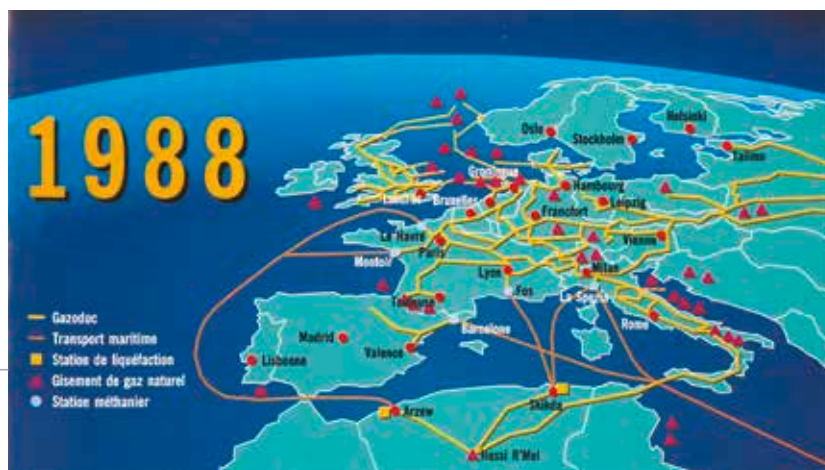 1988
Oslo
Stockholm
Helsinki
Tallinn
Groningue
Londres
Bruxelles
Hambourg
Leipzig
Francfort
Le Havre
Paris
Vienne
Montoir
Lyon
Milan
Fos
La Spezia
Toulouse
Rome
Barcelone
Madrid
Valence
Lisbonne
Arzew
Skikda
Hassi R'Mel
Gazoduc
Transport maritime
Station de liquéfaction
Gisement de gaz naturel
Station méthanier